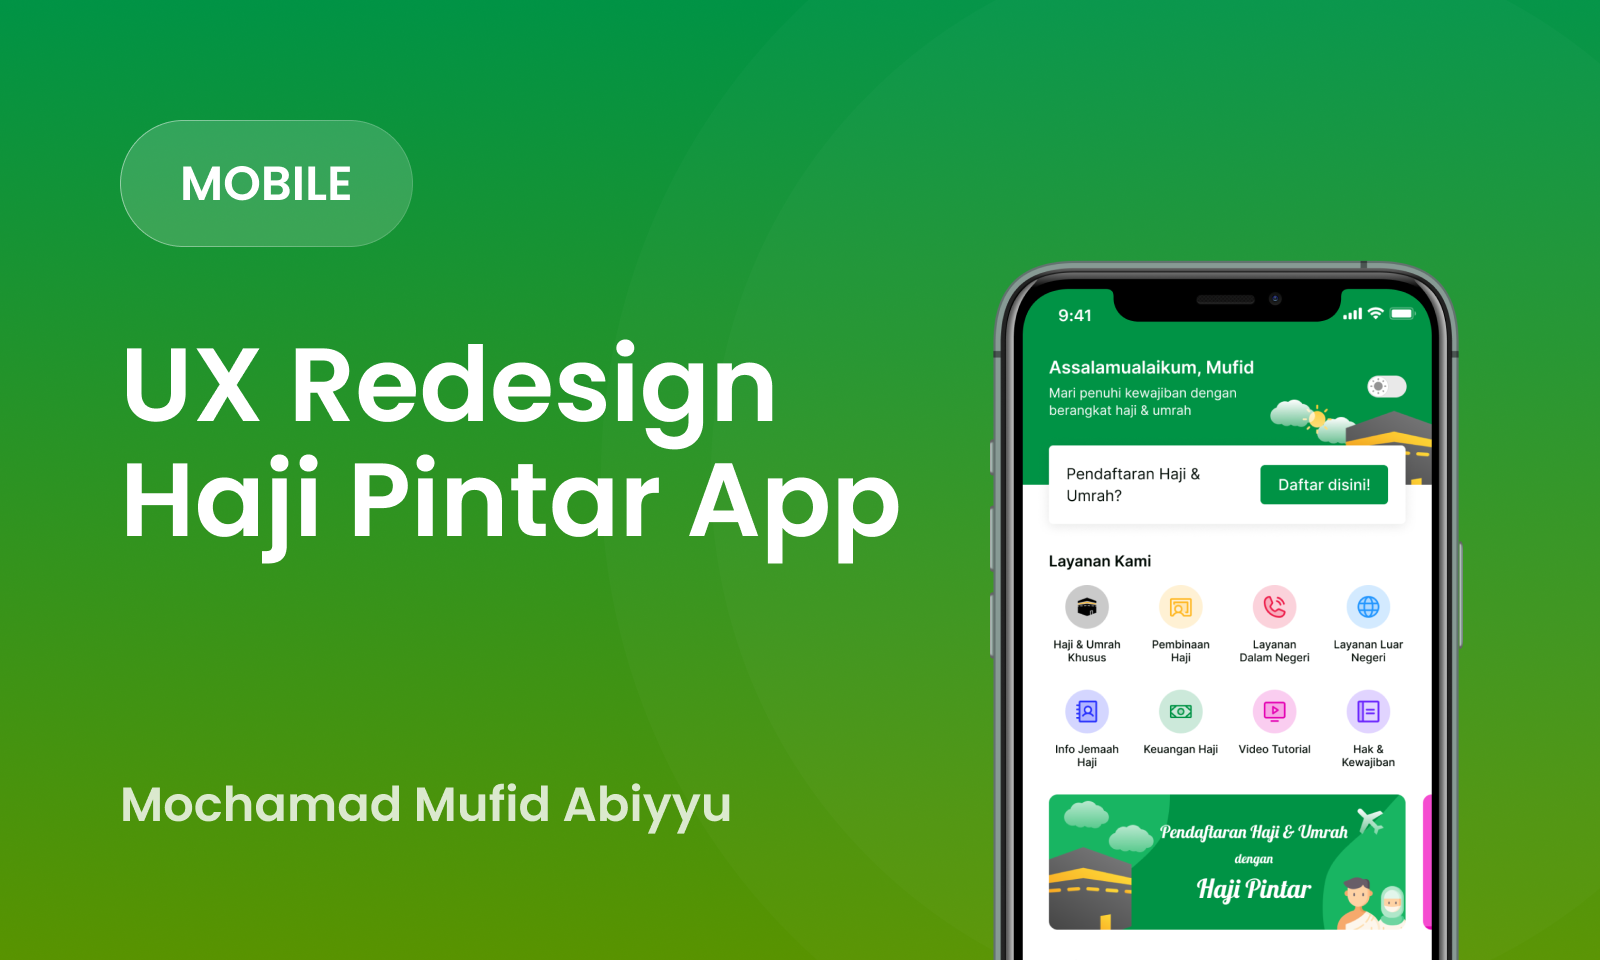 MOBILE
UX Redesign
Haji Pintar App
Mochamad Mufid Abiyyu
9:41
Assalamualaikum, Mufid
Mari penuhi kewajiban dengan
berangkat haji & umrah
Pendaftaran Haji &
Umrah?
Daftar disini!
Layanan Kami
Haji & Umrah
Khusus
Pembinaan
Haji
Layanan
Dalam Negeri
Layanan Luar
Negeri
Info Jemaah
Haji
Keuangan Haji
Video Tutorial
Hak &
Kewajiban
Pendaftaran Haji & Umrah
dengan
Haji Pintar